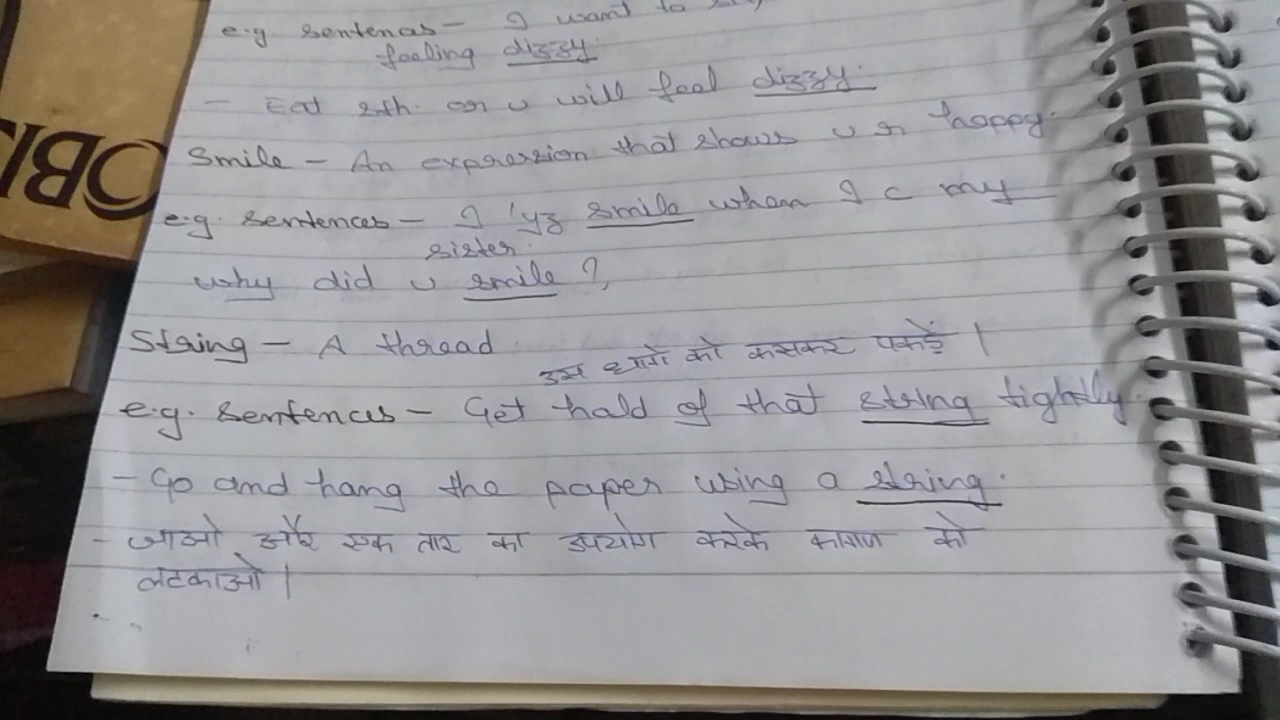 e.g. sentences - I want to
feeling dizzy.
- Eat sth. or u will feel dizzy.
Smile - An expression that shows u r happy.
e.g. sentences - I 'yz smile when I c my
sister.
why did u smile?
String - A thread.
उस धागे को कसकर पकड़ें।
e.g. sentences - Get hald of that string tightly.
- Go and hang the paper using a string.
- जाओ और एक तार का उपयोग करके कागज को
लटकाओ।